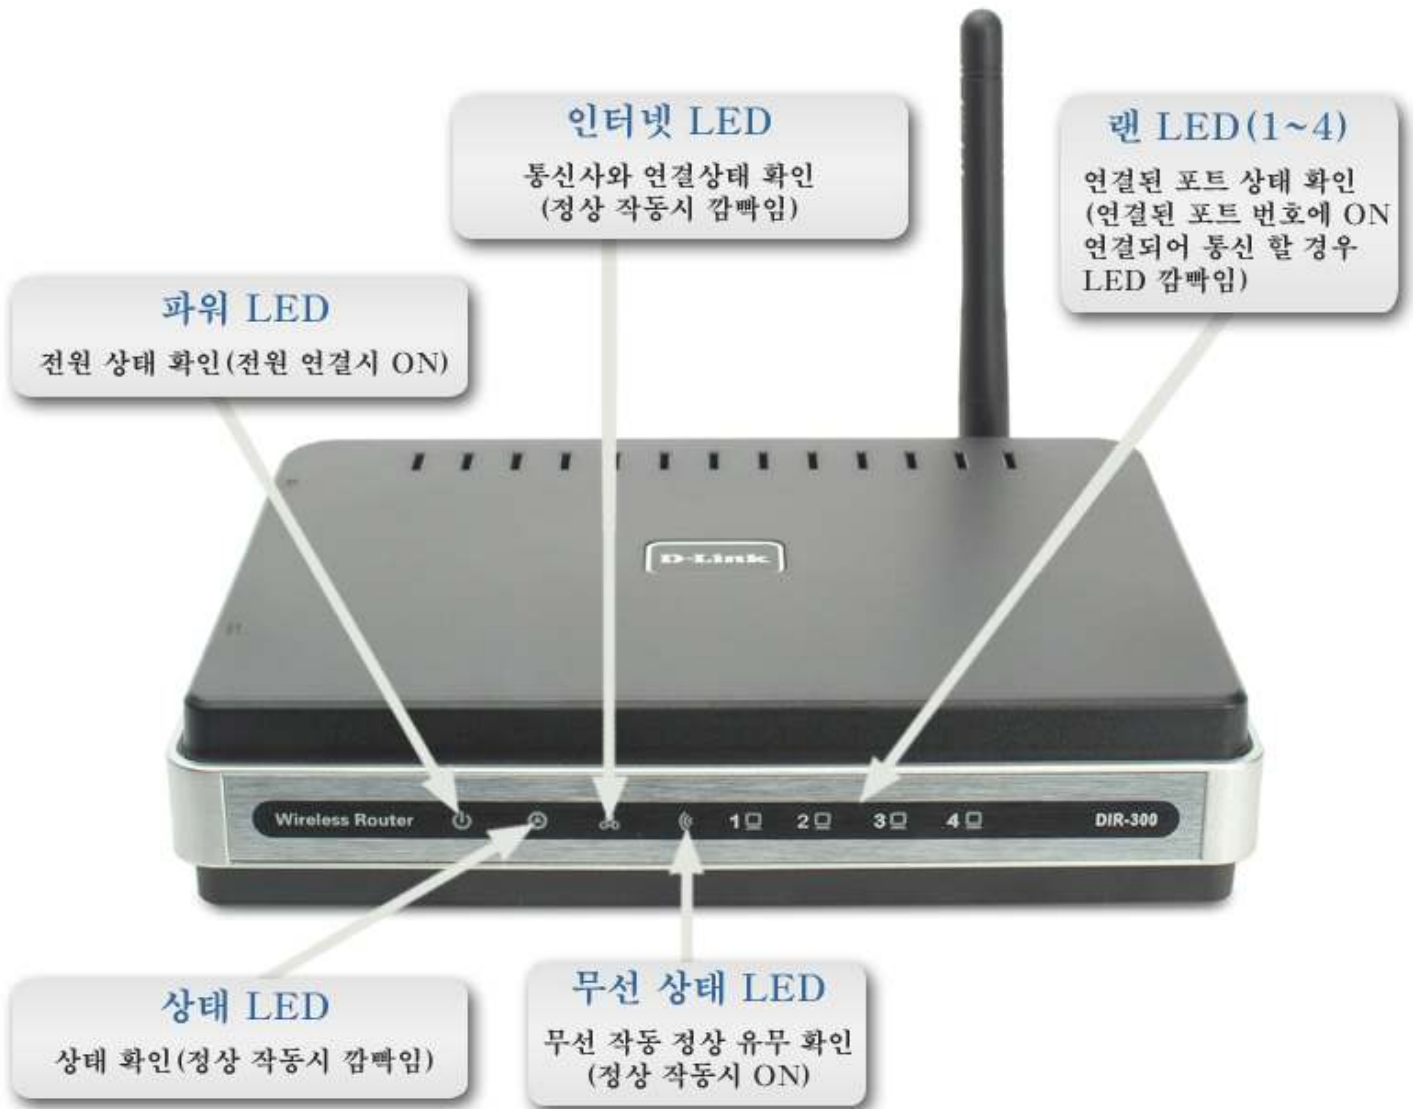 인터넷 LED
통신사와 연결상태 확인
(정상 작동시 깜빡임)
랜 LED(1~4)
연결된 포트 상태 확인
(연결된 포트 번호에 ON
연결되어 통신 할 경우
LED 깜빡임)
파워 LED
전원 상태 확인(전원 연결시 ON)
D-Link
Wireless Router
1
2
3
4
DIR-300
상태 LED
상태 확인(정상 작동시 깜빡임)
무선 상태 LED
무선 작동 정상 유무 확인
(정상 작동시 ON)